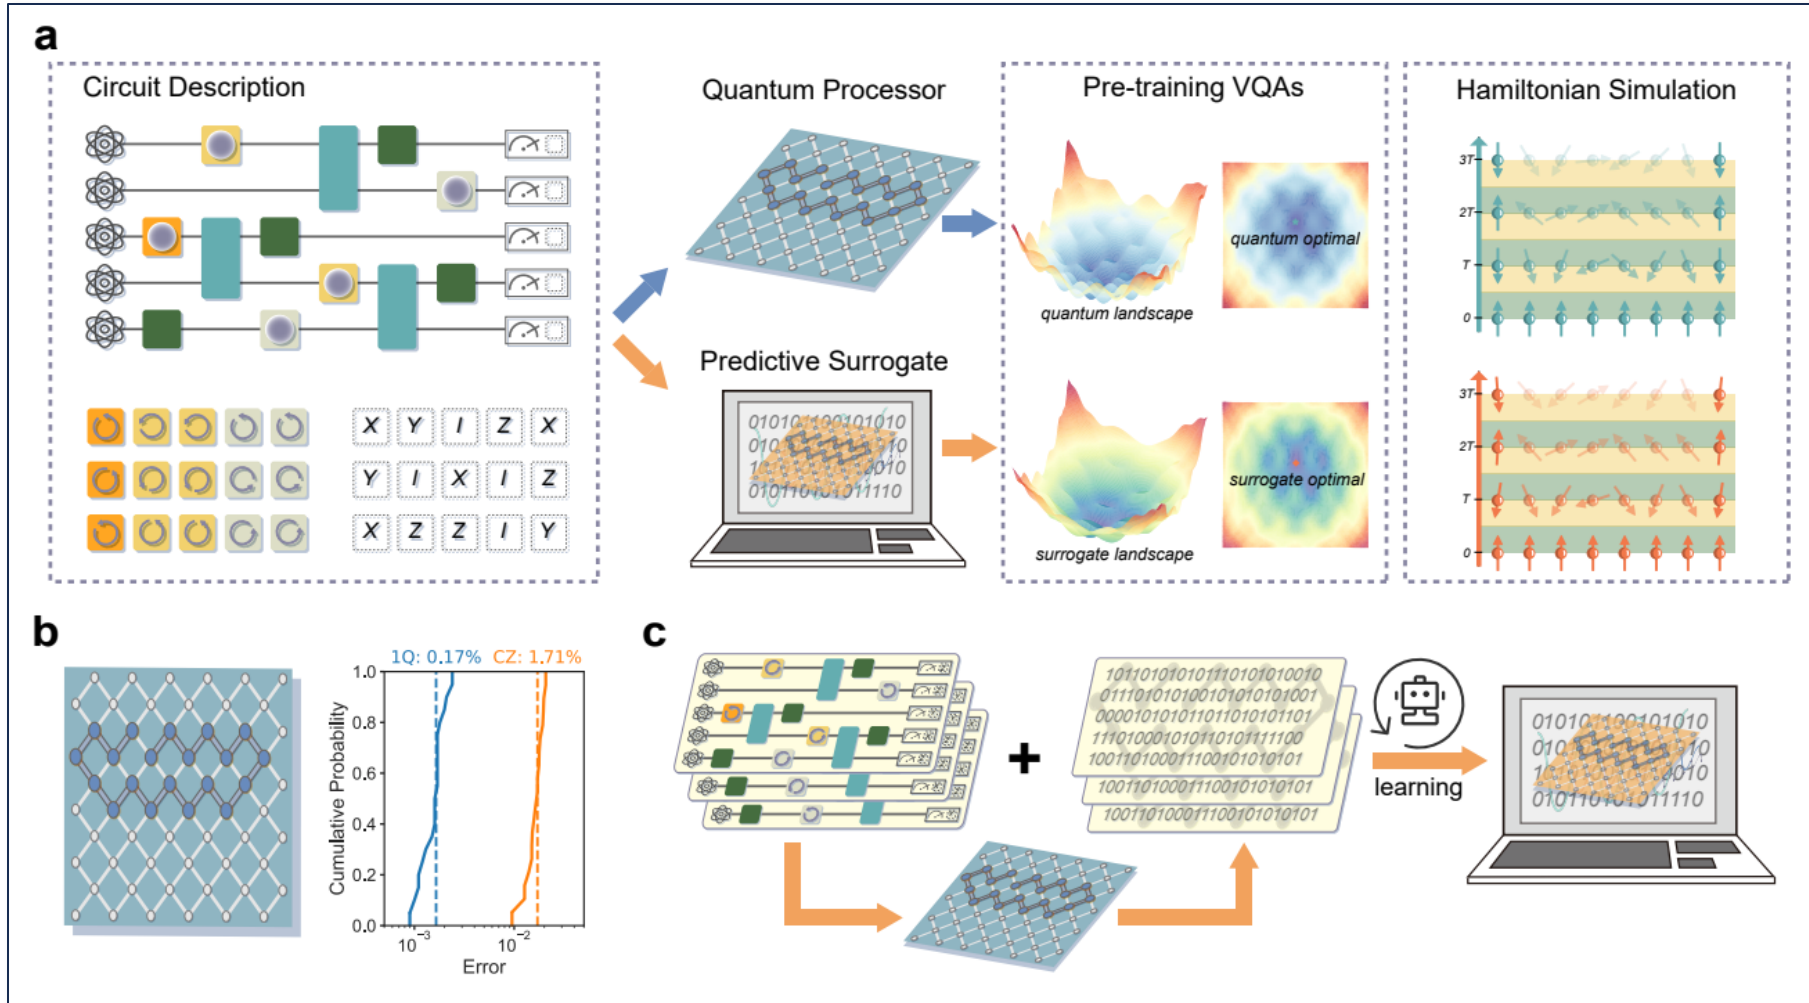 a
Circuit Description
Quantum Processor
Pre-training VQAs
Hamiltonian Simulation
quantum optimal
quantum landscape
3T
2T
T
0
Predictive Surrogate
surrogate optimal
surrogate landscape
3T
2T
T
0
X Y I Z X
Y I X I Z
X Z Z I Y
b
1Q: 0.17% CZ: 1.71%
Cumulative Probability
1.0
0.8
0.6
0.4
0.2
0.0
10⁻³ 10⁻²
Error
c
+
100110100011100101010101
100110100011100101010101
learning